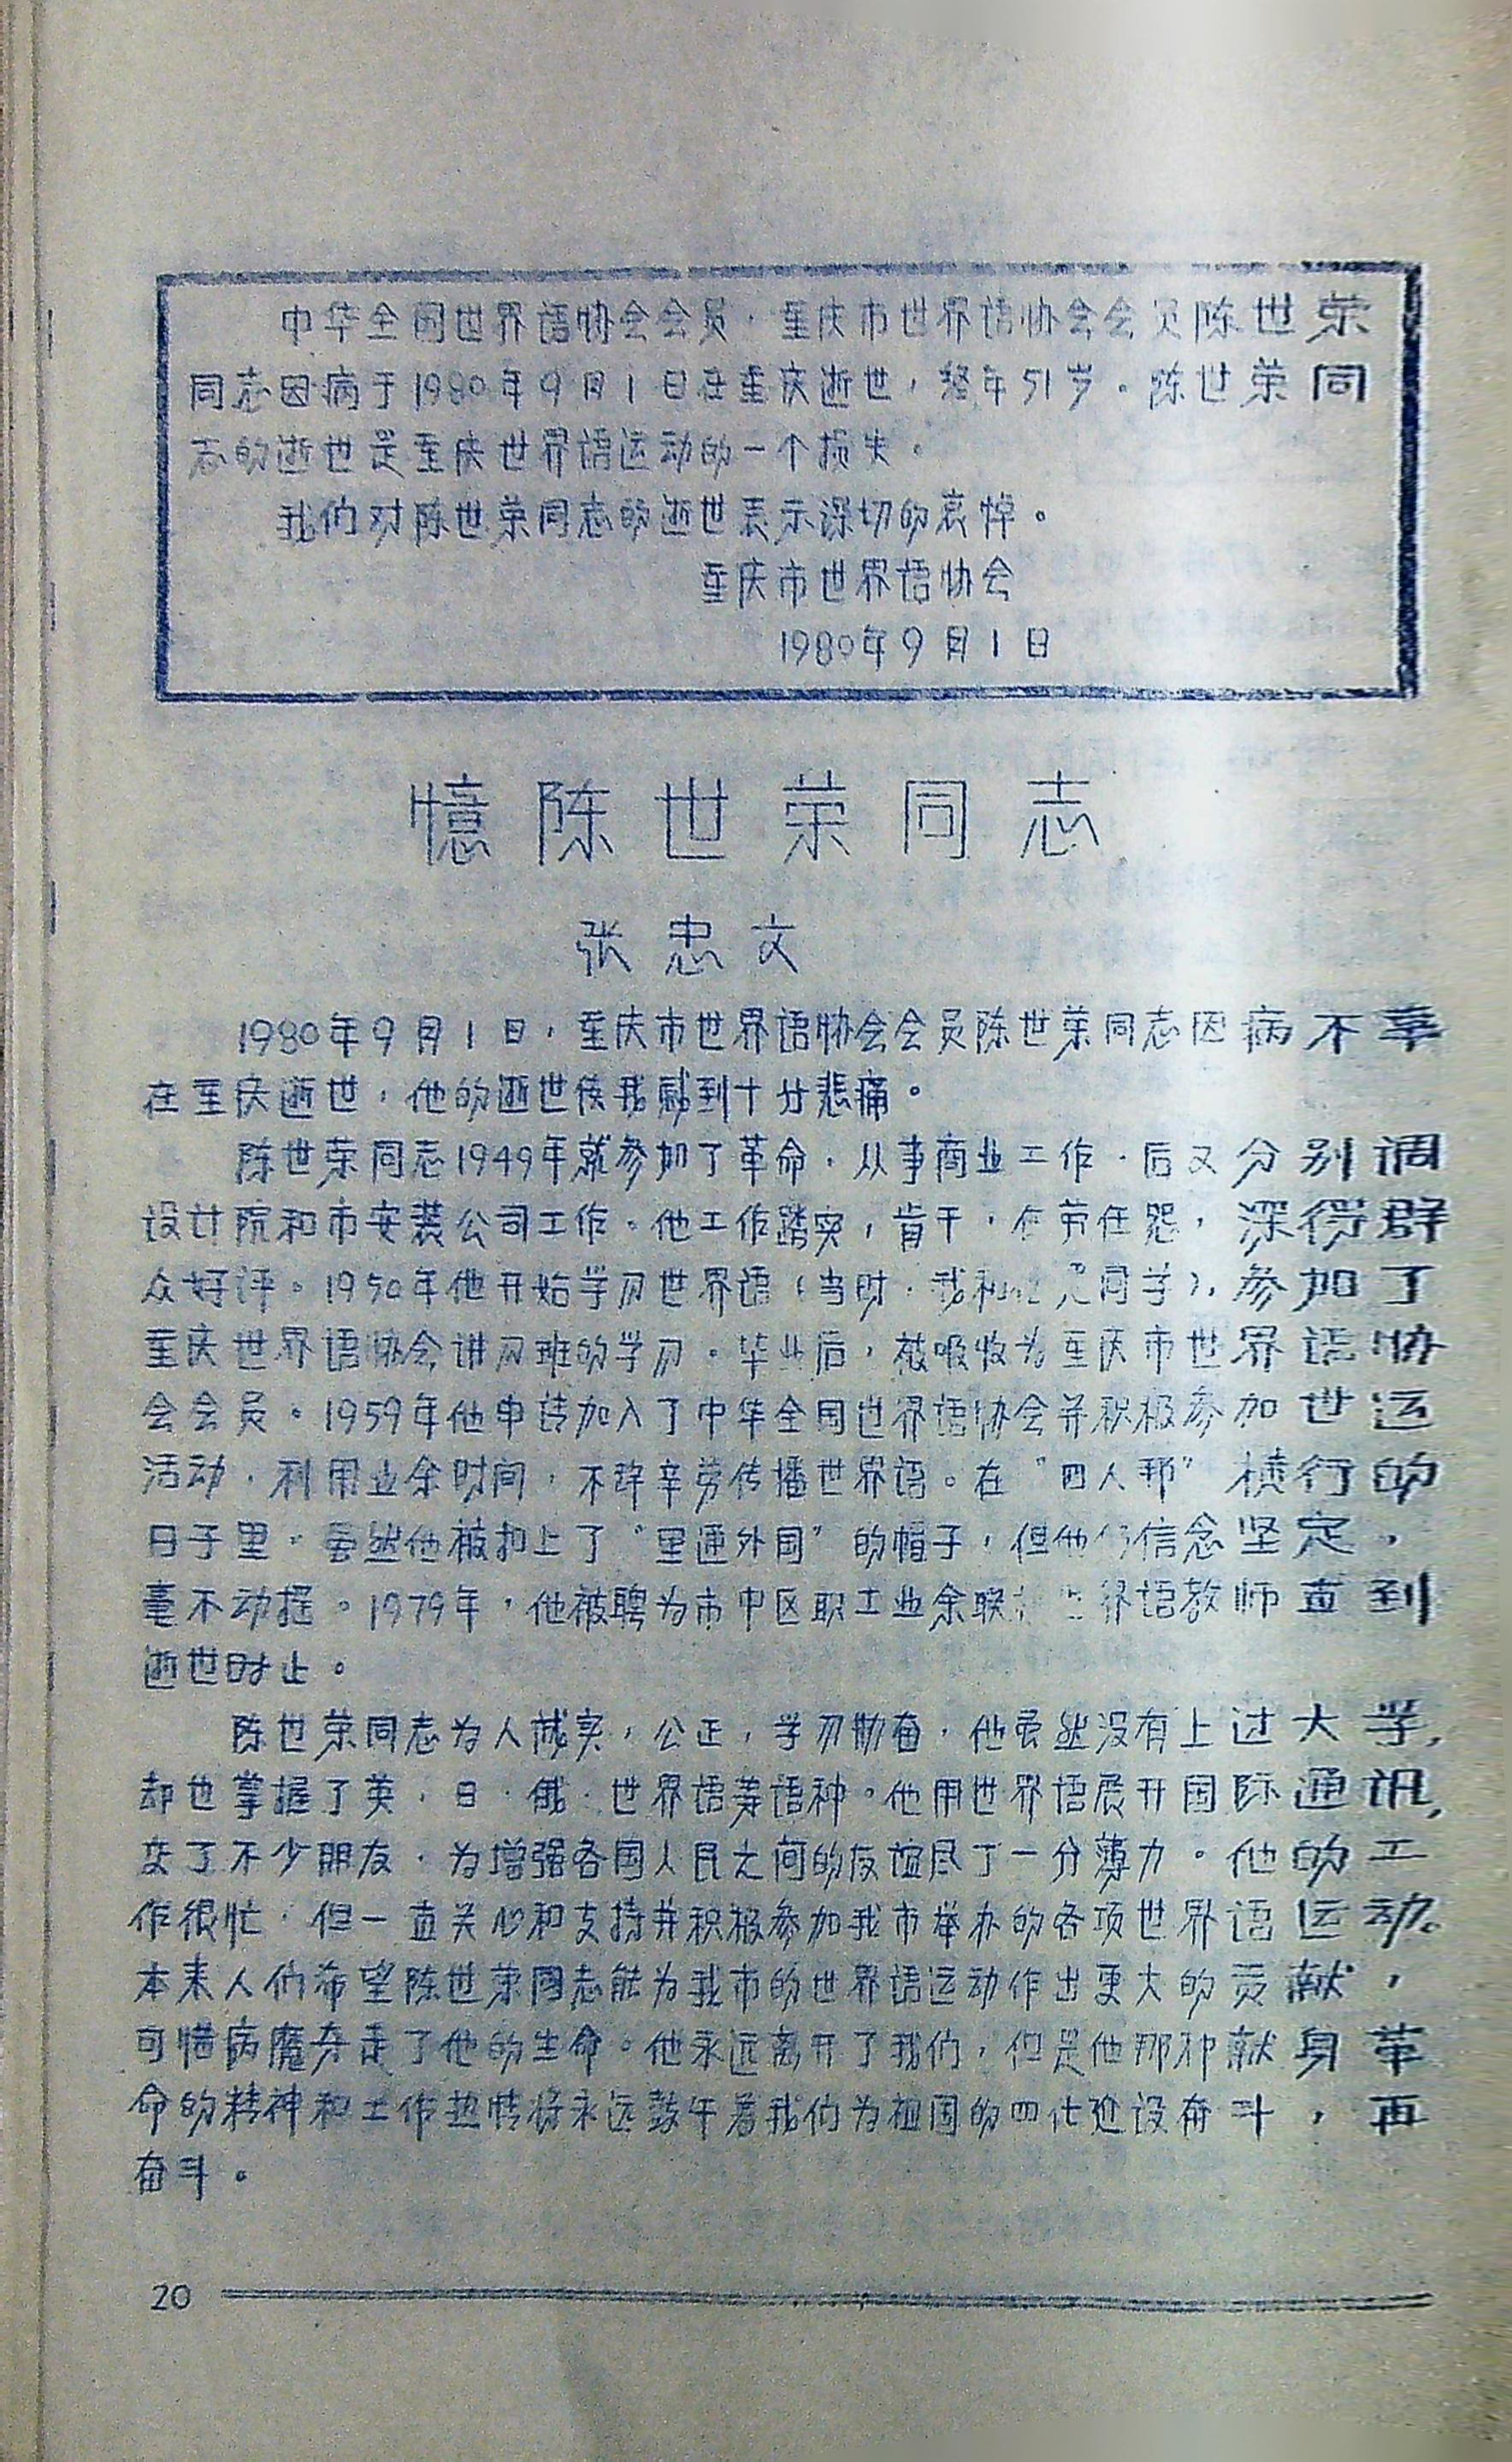 中华全国世界语协会会员,重庆市世界语协会会员陈世荣
同志因病于1980年9月1日在重庆逝世,终年51岁。陈世荣同
志的逝世是重庆世界语运动的一个损失。
我们对陈世荣同志的逝世表示深切的哀悼。
重庆市世界语协会
1980年9月1日
憶陈世荣同志
张忠文
1980年9月1日,重庆市世界语协会会员陈世荣同志因病不幸
在重庆逝世,他的逝世使我感到十分悲痛。
陈世荣同志1949年就参加了革命,从事商业工作,后又分别调
设计院和市安装公司工作。他工作踏实,肯干,任劳任怨,深得群
众好评。1950年他开始学习世界语(当时,我和他是同学),参加了
重庆世界语协会讲习班的学习。毕业后,被吸收为重庆市世界语协
会会员。1959年他申请加入了中华全国世界语协会并积极参加世运
活动,利用业余时间,不辞辛劳传播世界语。在“四人邦”横行的
日子里,虽然他被扣上了“里通外国”的帽子,但他仍信念坚定,
毫不动摇。1979年,他被聘为市中区职工业余联校世界语教师直到
逝世时止。
陈世荣同志为人诚实,公正,学习勤奋,他虽然没有上过大学,
却也掌握了英,日,俄,世界语等语种。他用世界语展开国际通讯,
交了不少朋友,为增强各国人民之间的友谊尽了一分薄力。他的工
作很忙,但一直关心和支持并积极参加我市举办的各项世界语运动。
本来人们希望陈世荣同志能为我市的世界语运动作出更大的贡献,
可惜病魔夺走了他的生命。他永远离开了我们,但是他那种献身革
命的精神和工作热情将永远鼓午着我们为祖国的四化建设奋斗,再
奋斗。
20